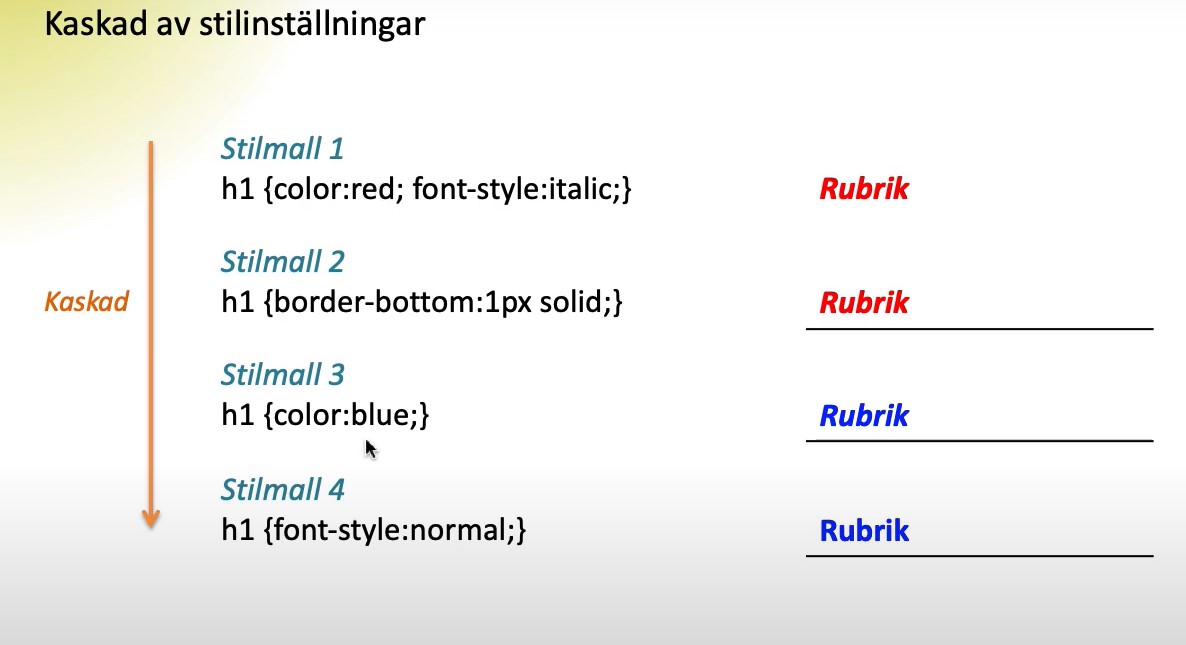 Kaskad av stilinställningar
Stilmall 1
h1 {color:red; font-style:italic;}
Rubrik
Stilmall 2
Kaskad
h1 {border-bottom:1px solid;}
Rubrik
Stilmall 3
h1 {color:blue;}
Rubrik
Stilmall 4
h1 {font-style:normal;}
Rubrik